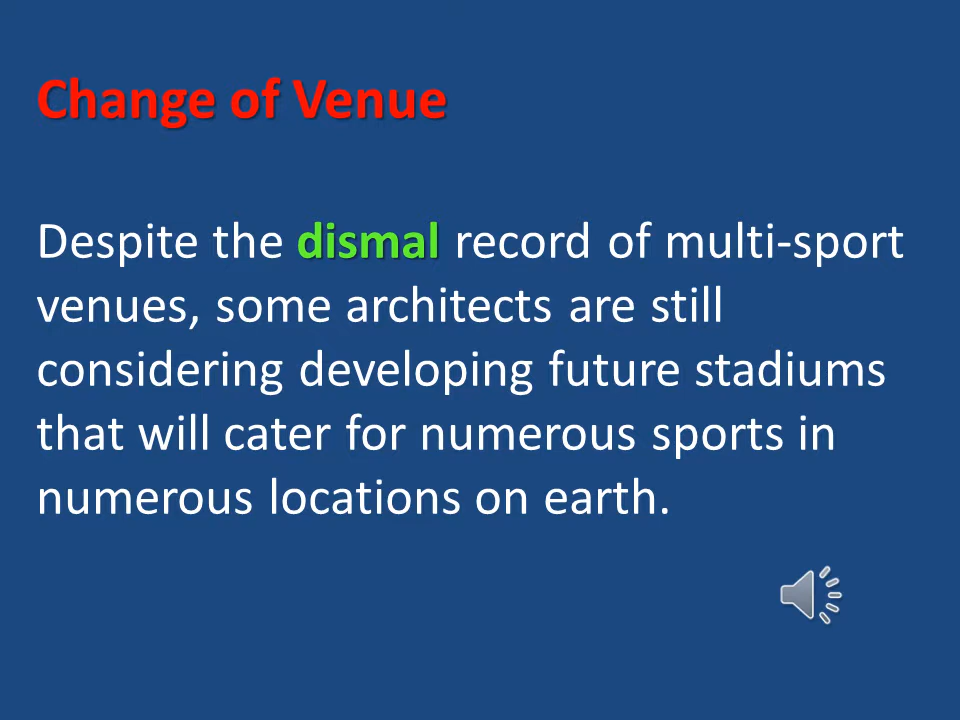 Change of Venue
Despite the dismal record of multi-sport
venues, some architects are still
considering developing future stadiums
that will cater for numerous sports in
numerous locations on earth.